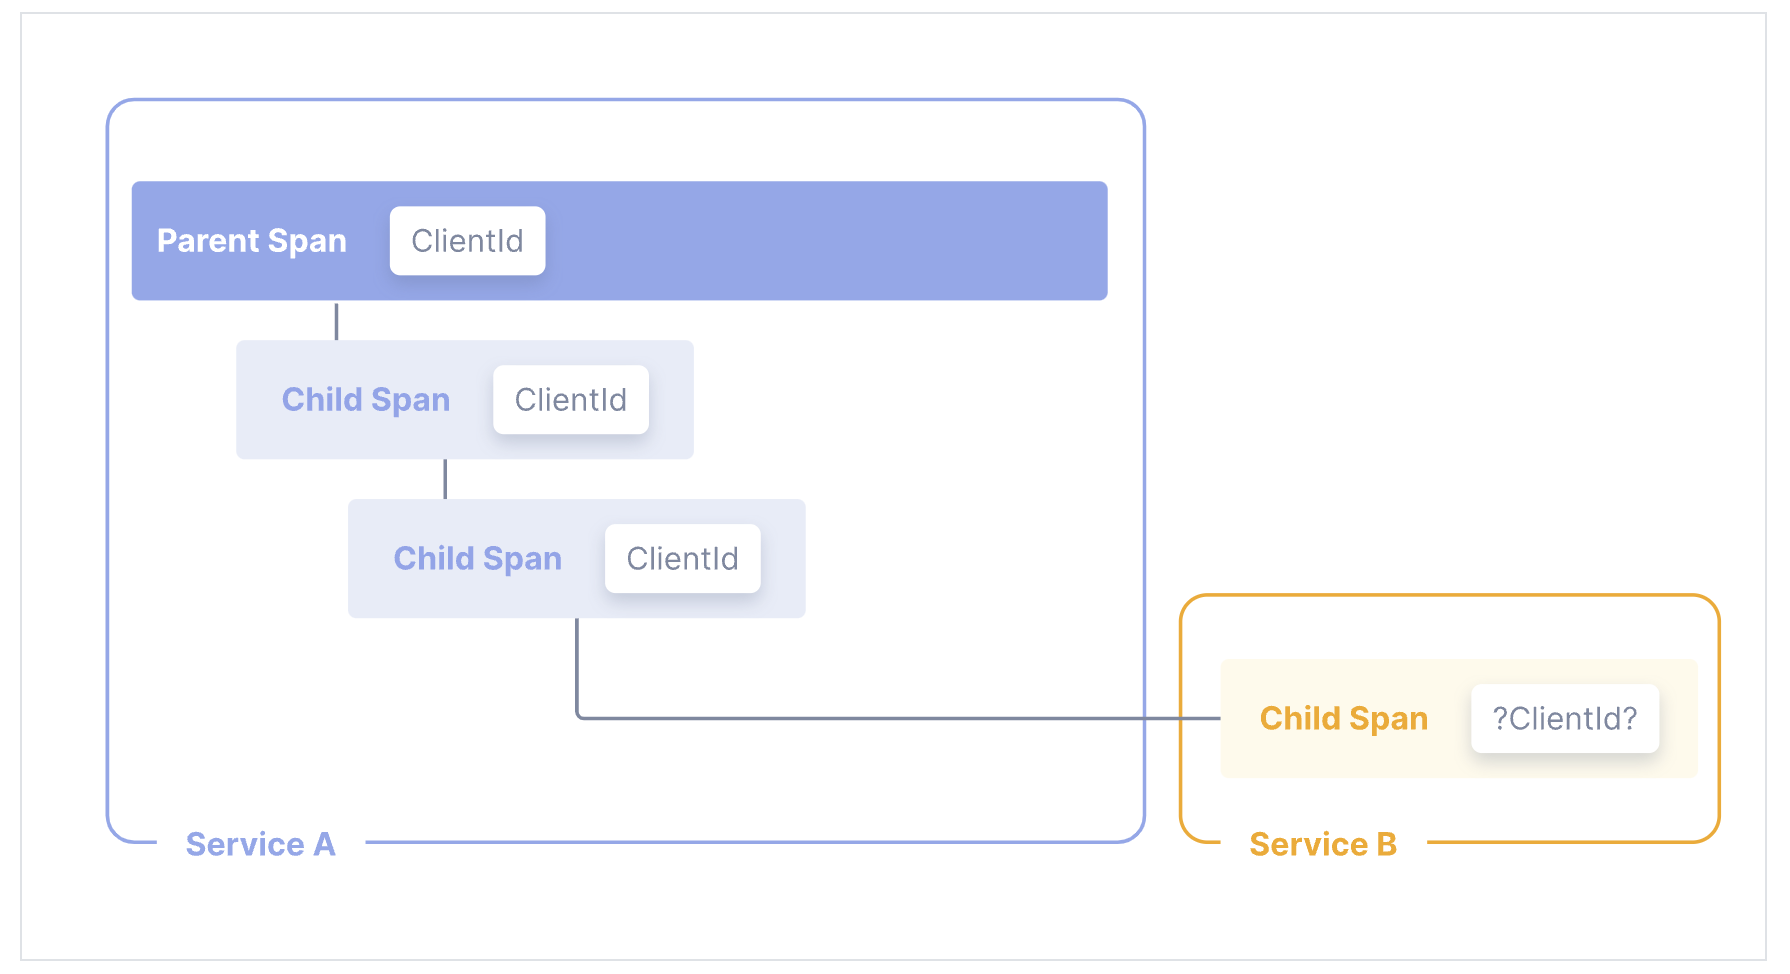 Parent Span ClientId
Child Span ClientId
Child Span ClientId
Child Span ?ClientId?
Service A
Service B